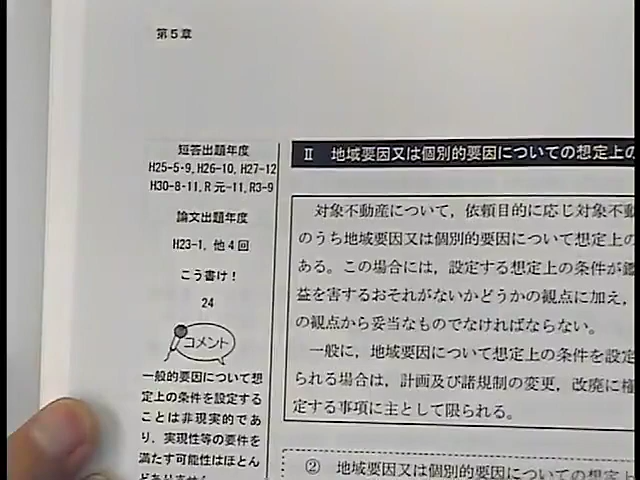 第5章
短答出題年度
H25-5・9, H26-10, H27-12
H30-8・11, R元-11, R3-9
論文出題年度
H23-1, 他4回
こう書け！
24
コメント
一般的要因について想
定上の条件を設定する
ことは非現実的であ
り、実現性等の要件を
満たす可能性はほとん
どありません
Ⅱ 地域要因又は個別的要因についての想定上の
対象不動産について，依頼目的に応じ対象不動
のうち地域要因又は個別的要因について想定上の
ある。この場合には，設定する想定上の条件が鑑
益を害するおそれがないかどうかの観点に加え，
の観点から妥当なものでなければならない。
一般に，地域要因について想定上の条件を設定
られる場合は，計画及び諸規制の変更，改廃に権
定する事項に主として限られる。
② 地域要因又は個別的要因についての想定上